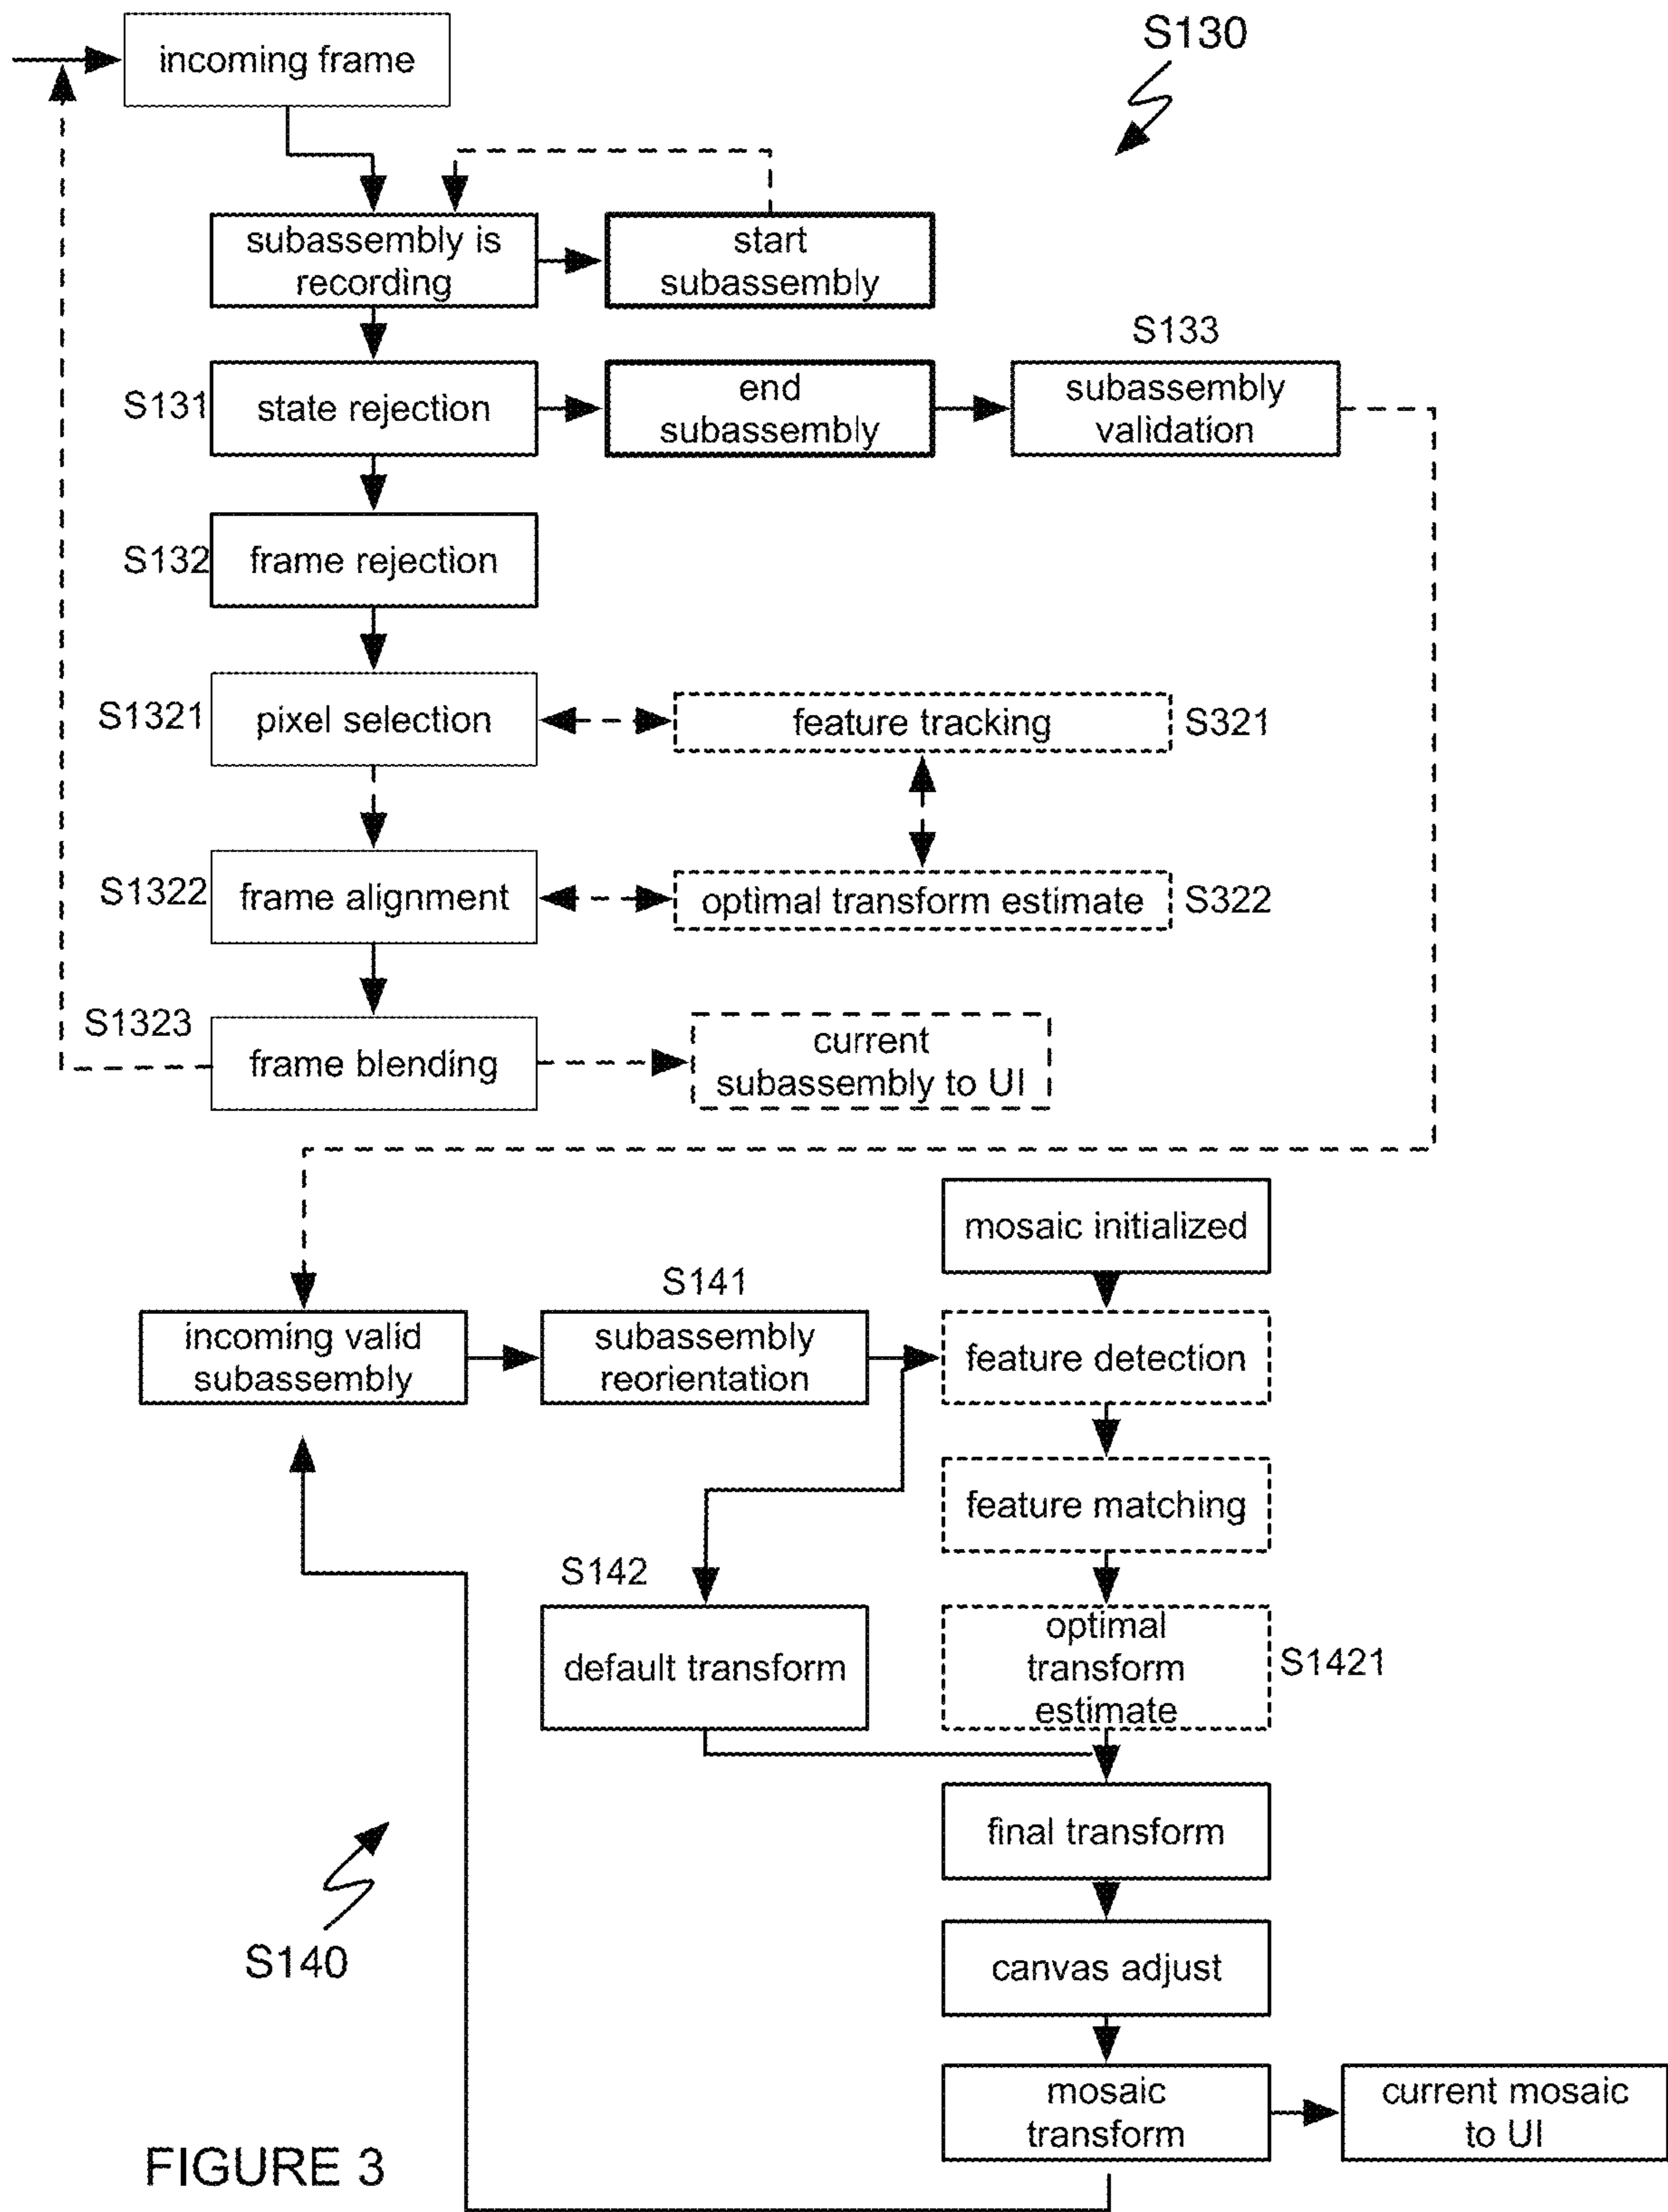 S130
incoming frame
subassembly is
recording
start
subassembly
S133
S131
state rejection
end
subassembly
subassembly
validation
S132
frame rejection
S1321
pixel selection
feature tracking
S321
S1322
frame alignment
optimal transform estimate
S322
S1323
frame blending
current
subassembly to UI
mosaic initialized
S141
incoming valid
subassembly
subassembly
reorientation
feature detection
feature matching
S142
default transform
optimal
transform
estimate
S1421
final transform
S140
canvas adjust
mosaic
transform
current mosaic
to UI
FIGURE 3